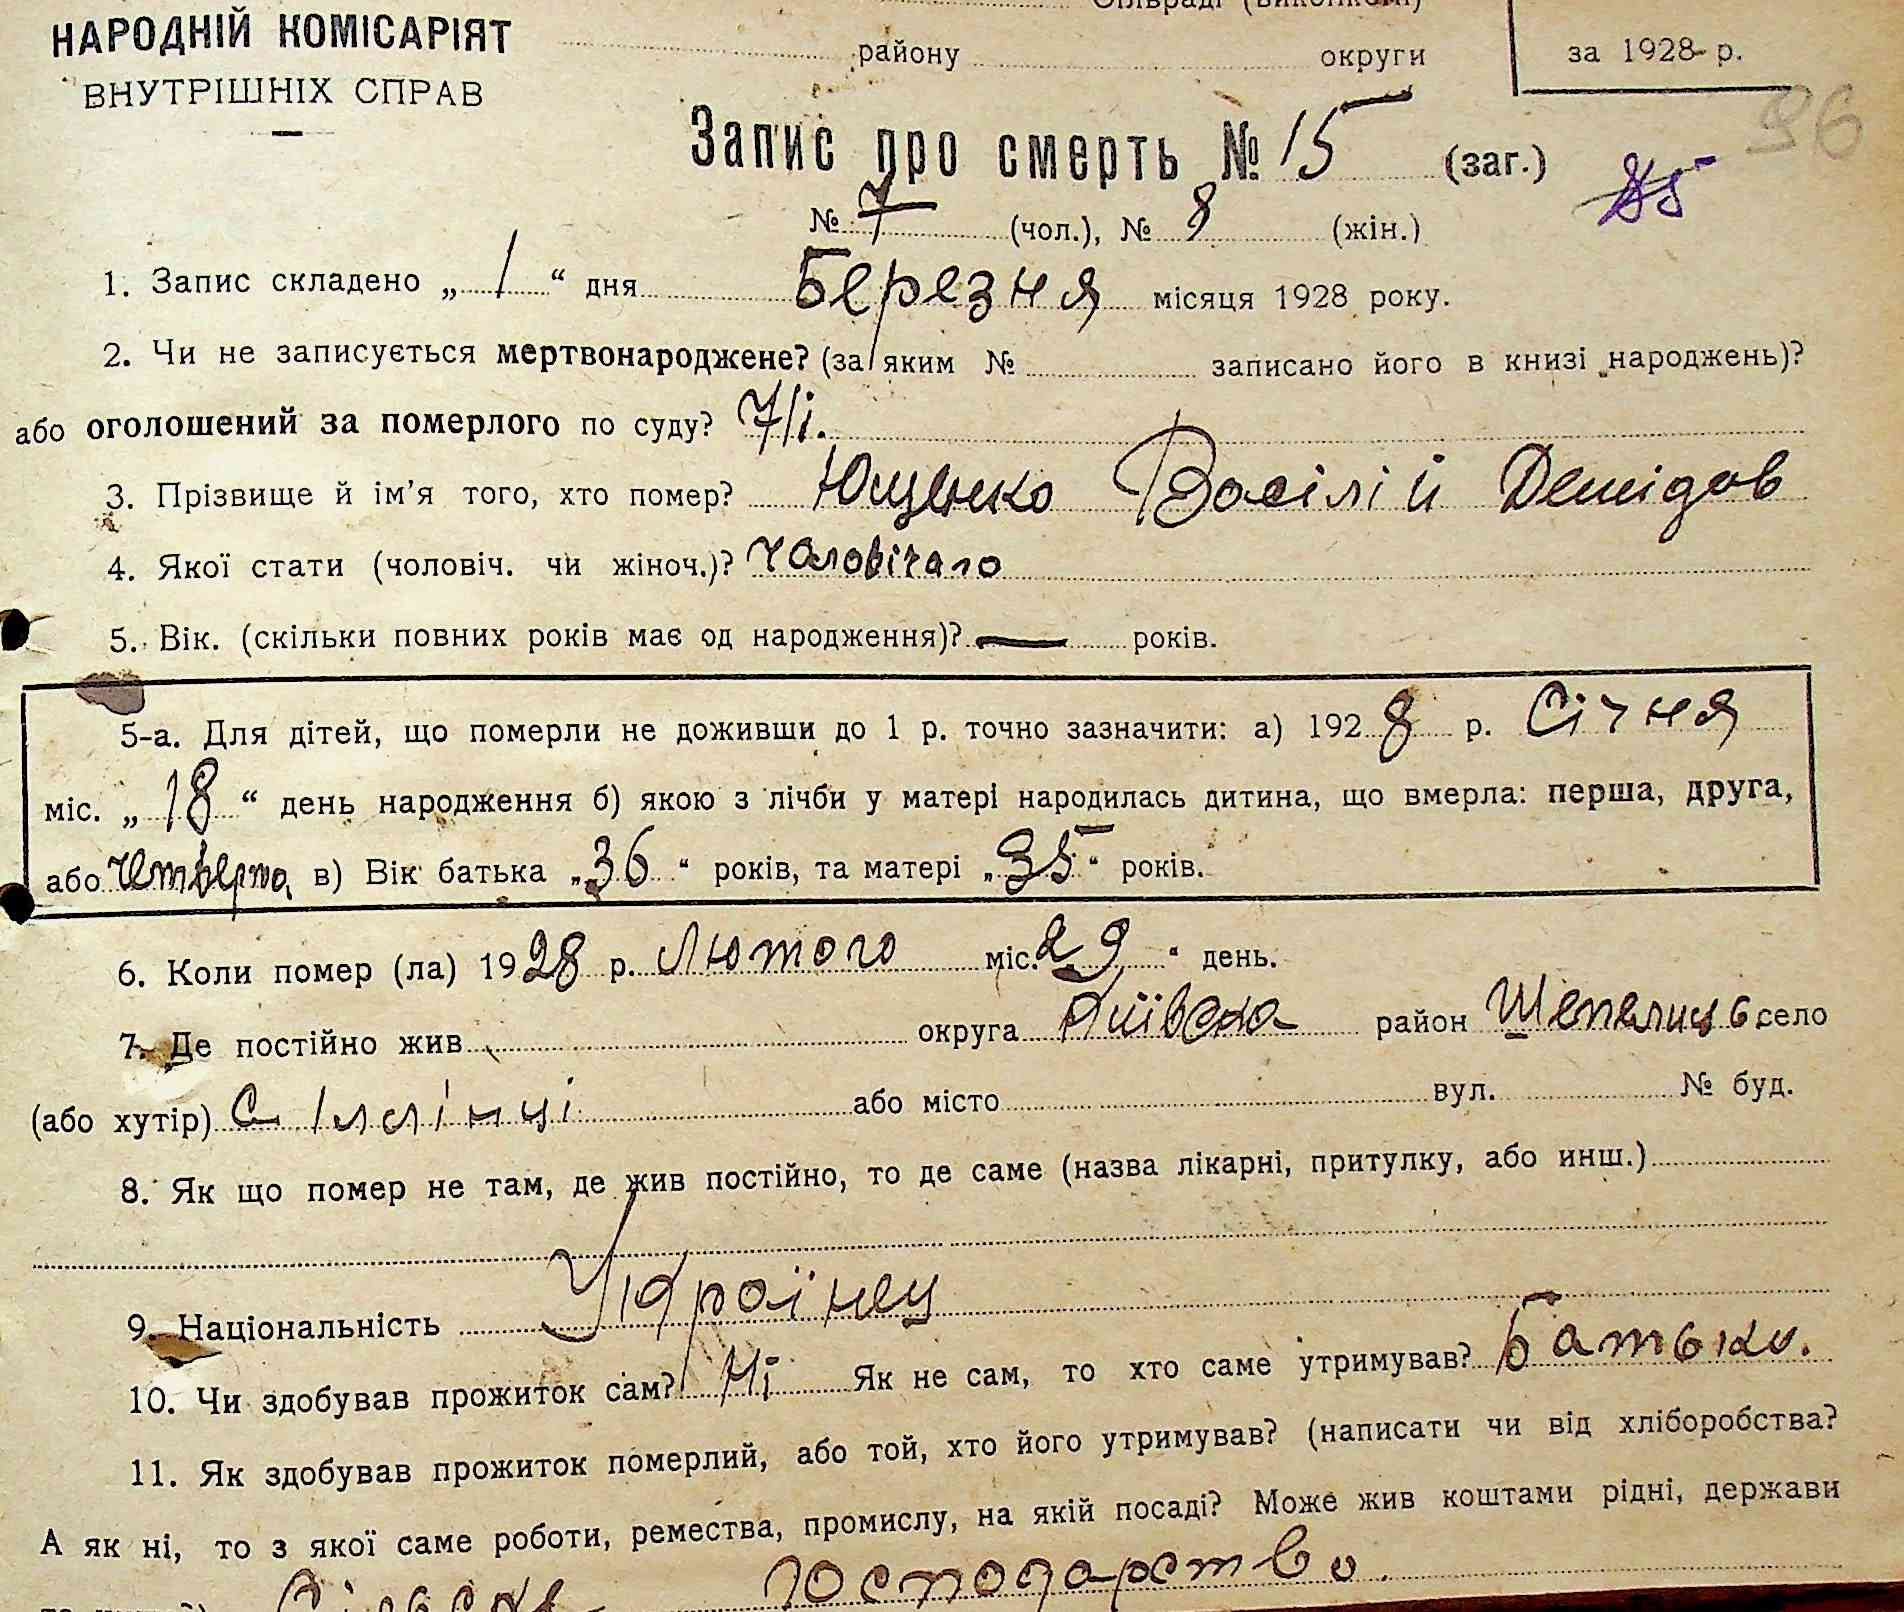 НАРОДНІЙ КОМІСАРІЯТ
ВНУТРІШНІХ СПРАВ
району округи
за 1928 р.
96
Запис про смерть № 15 (заг.)
85
№ 7 (чол.), № 8 (жін.)
1. Запис складено „ 1 “ дня Березня місяця 1928 року.
2. Чи не записується мертвонароджене? (за яким № записано його в книзі народжень)?
або оголошений за померлого по суду? Ні.
3. Прізвище й ім’я того, хто помер? Ющенко Васілій Демідов
4. Якої стати (чоловіч. чи жіноч.)? Чоловічаго
5. Вік. (скільки повних років має од народження)? — років.
5-а. Для дітей, що померли не доживши до 1 р. точно зазначити: а) 1928 р. Січня
міс. „ 18 “ день народження б) якою з лічби у матері народилась дитина, що вмерла: перша, друга,
або четверта в) Вік батька „36“ років, та матері „35“ років.
6. Коли помер (ла) 1928 р. Лютого міс. 29 “ день.
7. Де постійно жив округа Київска район Шепелиць село
(або хутір) с Іллінці або місто вул. № буд.
8. Як що помер не там, де жив постійно, то де саме (назва лікарні, притулку, або инш.)
9. Національність Українец
10. Чи здобував прожиток сам? Ні Як не сам, то хто саме утримував? Батько.
11. Як здобував прожиток померлий, або той, хто його утримував? (написати чи від хліборобства?
А як ні, то з якої саме роботи, ремества, промислу, на якій посаді? Може жив коштами рідні, держави
господарство.